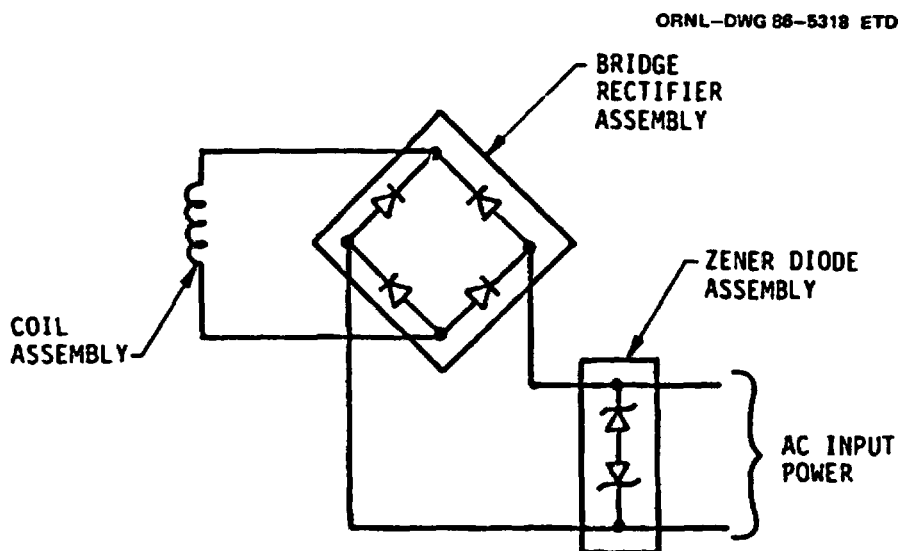 ORNL-DWG 86-5318 ETD
BRIDGE
RECTIFIER
ASSEMBLY
ZENER DIODE
ASSEMBLY
COIL
ASSEMBLY
AC INPUT
POWER